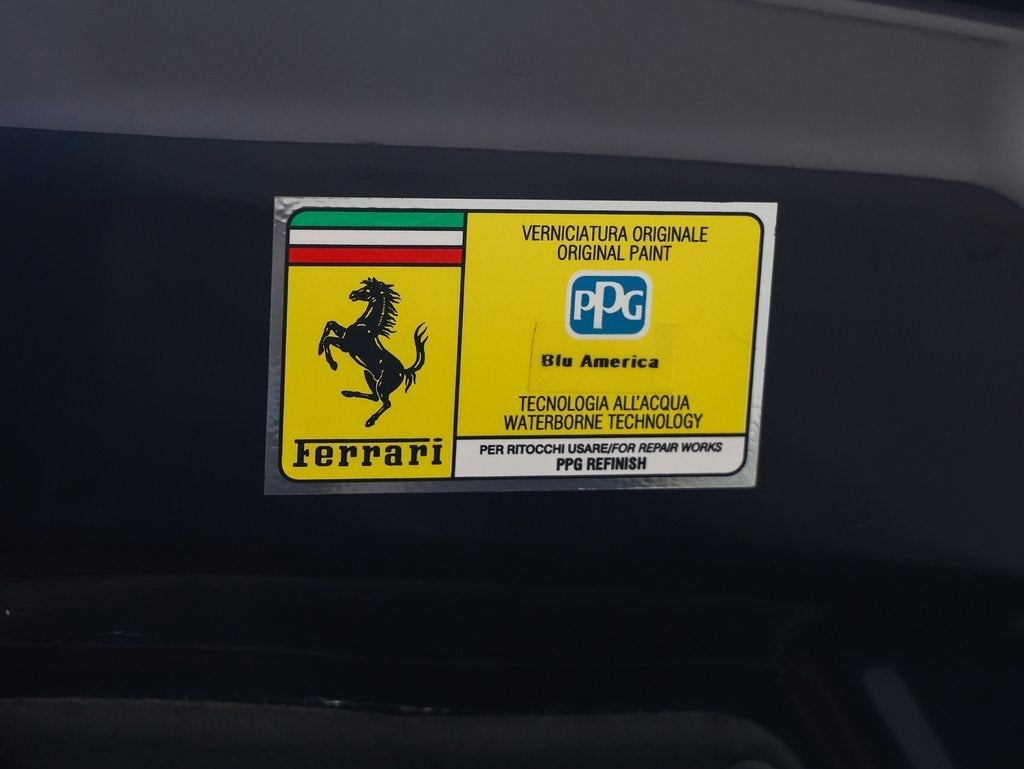 Ferrari
VERNICIATURA ORIGINALE
ORIGINAL PAINT
PPG
Blu America
TECNOLOGIA ALL'ACQUA
WATERBORNE TECHNOLOGY
PER RITOCCHI USARE/FOR REPAIR WORKS
PPG REFINISH